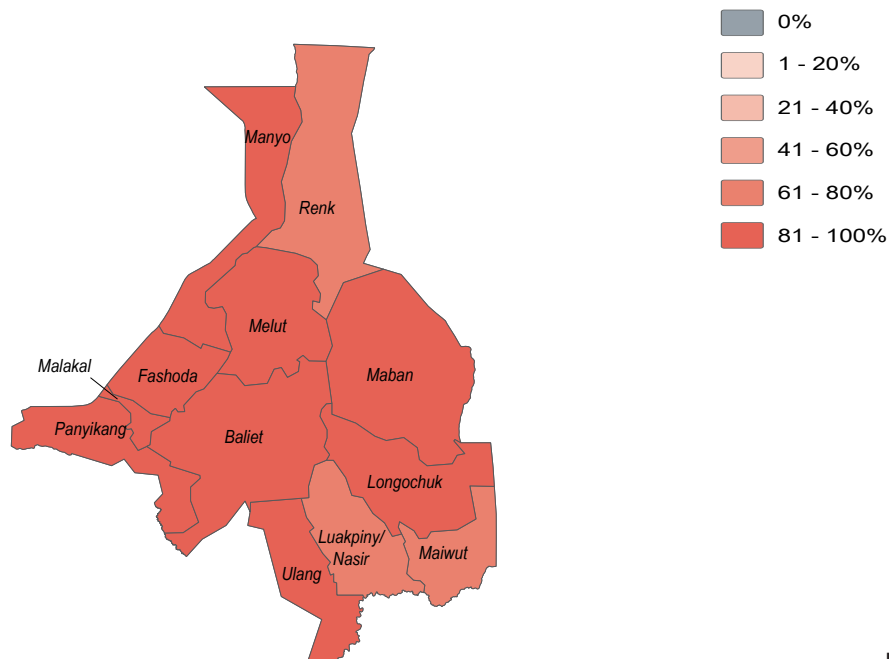 0%
1 - 20%
21 - 40%
41 - 60%
61 - 80%
81 - 100%
Manyo
Renk
Melut
Malakal
Fashoda
Maban
Panyikang
Baliet
Longochuk
Luakpiny/
Nasir
Maiwut
Ulang